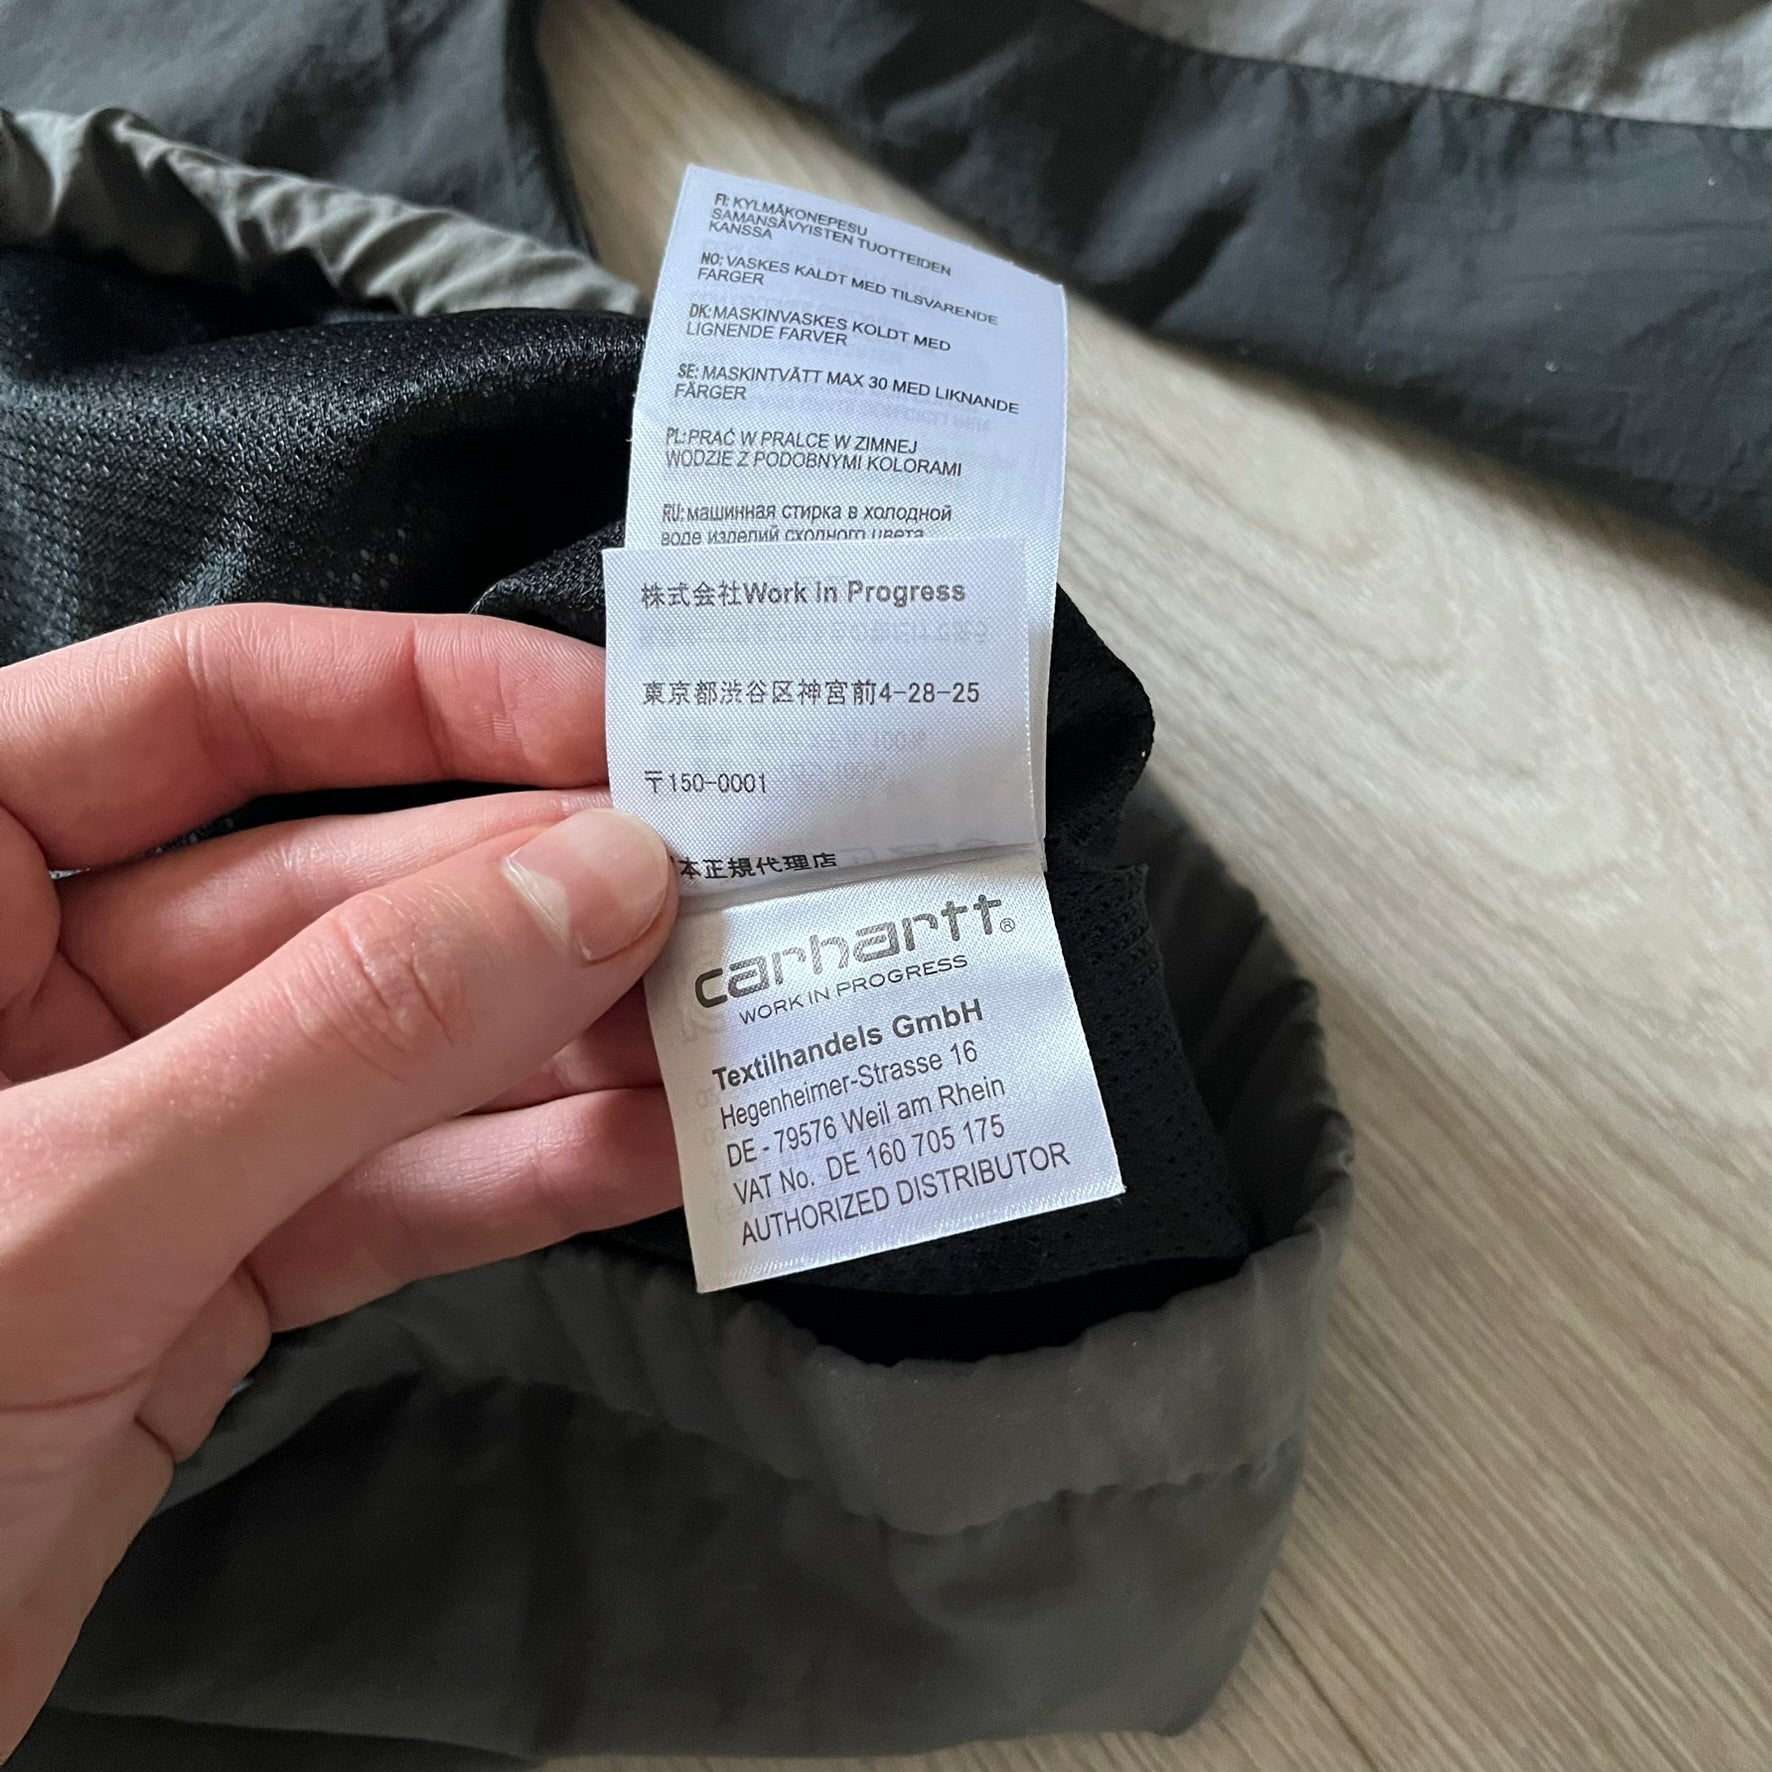 FI: KYLMÄKONEPESU
SAMANSÄVYISTEN TUOTTEIDEN
KANSSA
NO: VASKES KALDT MED TILSVARENDE
FARGER
DK: MASKINVASKES KOLDT MED
LIGNENDE FARVER
SE: MASKINTVÄTT MAX 30 MED LIKNANDE
FÄRGER
PL: PRAĆ W PRALCE W ZIMNEJ
WODZIE Z PODOBNYMI KOLORAMI
RU: машинная стирка в холодной
воде изделий сходного цвета
株式会社Work in Progress
東京都渋谷区神宮前4-28-25
〒150-0001
本正規代理店
carhartt®
WORK IN PROGRESS
Textilhandels GmbH
Hegenheimer-Strasse 16
DE - 79576 Weil am Rhein
VAT No. DE 160 705 175
AUTHORIZED DISTRIBUTOR